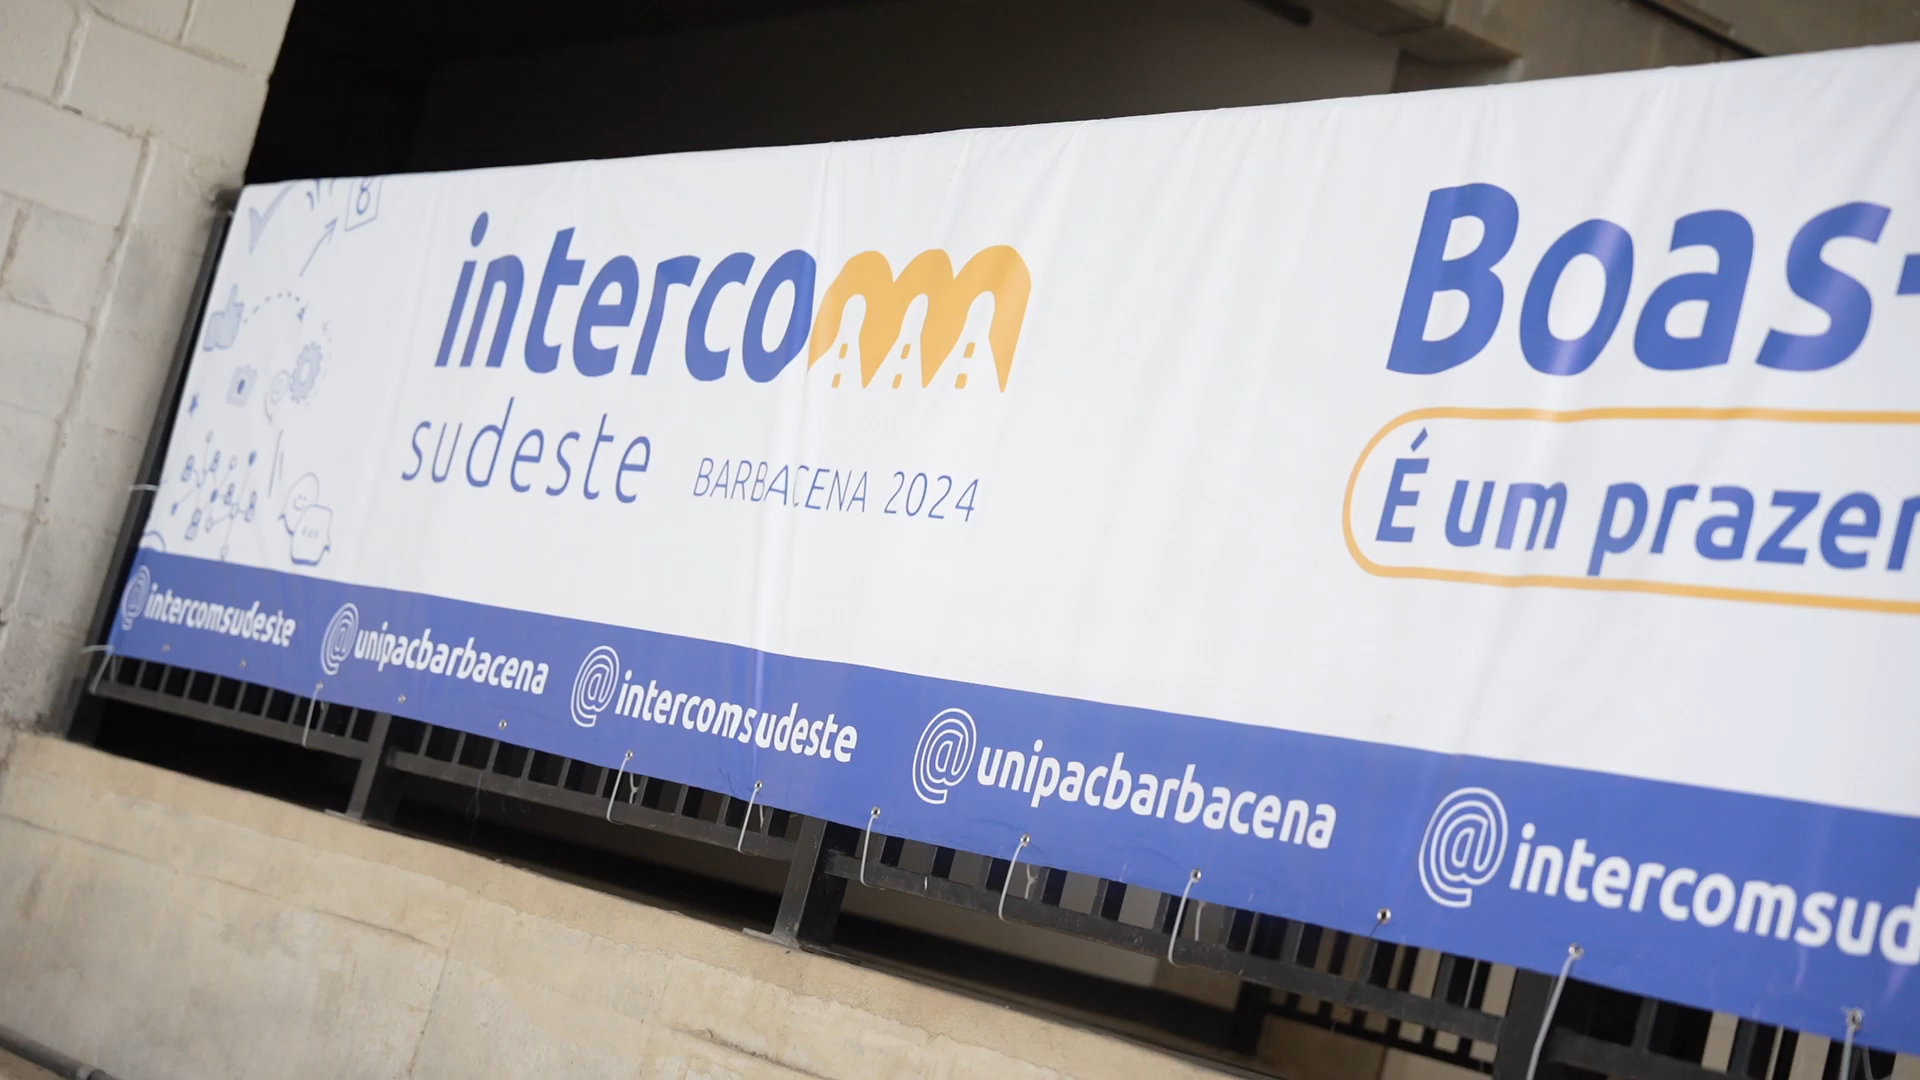 intercom
sudeste BARBACENA 2024
Boas-
É um prazer
@intercomsudeste @unipacbarbacena @intercomsudeste @unipacbarbacena @intercomsud